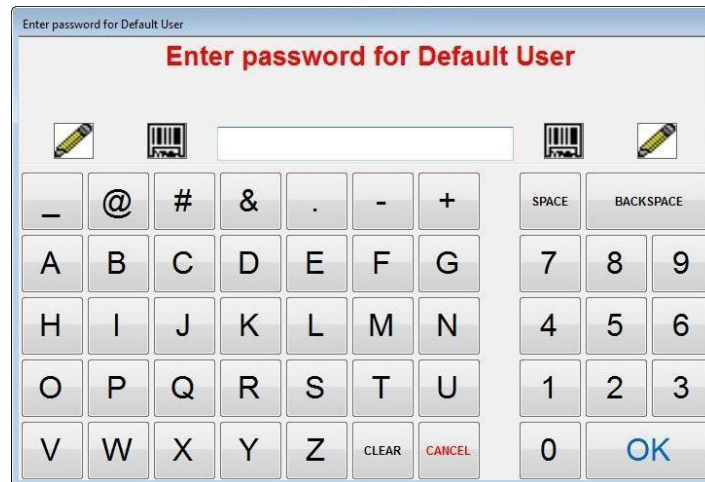 Enter password for Default User
Enter password for Default User
_ @ # & . - + SPACE BACKSPACE
A B C D E F G 7 8 9
H I J K L M N 4 5 6
O P Q R S T U 1 2 3
V W X Y Z CLEAR CANCEL 0 OK